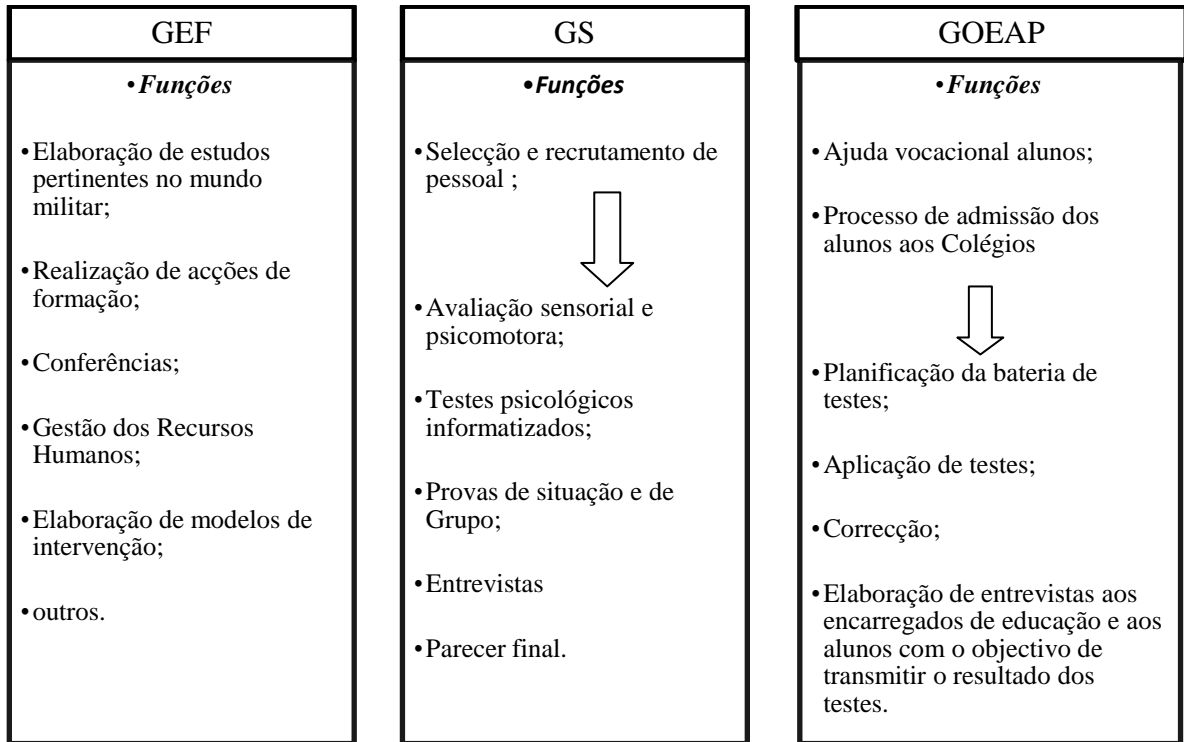 GEF
•Funções
•Elaboração de estudos
pertinentes no mundo
militar;
•Realização de acções de
formação;
•Conferências;
•Gestão dos Recursos
Humanos;
•Elaboração de modelos de
intervenção;
•outros.
GS
•Funções
•Selecção e recrutamento de
pessoal ;
•Avaliação sensorial e
psicomotora;
•Testes psicológicos
informatizados;
•Provas de situação e de
Grupo;
•Entrevistas
•Parecer final.
GOEAP
•Funções
•Ajuda vocacional alunos;
•Processo de admissão dos
alunos aos Colégios
•Planificação da bateria de
testes;
•Aplicação de testes;
•Correcção;
•Elaboração de entrevistas aos
encarregados de educação e aos
alunos com o objectivo de
transmitir o resultado dos
testes.